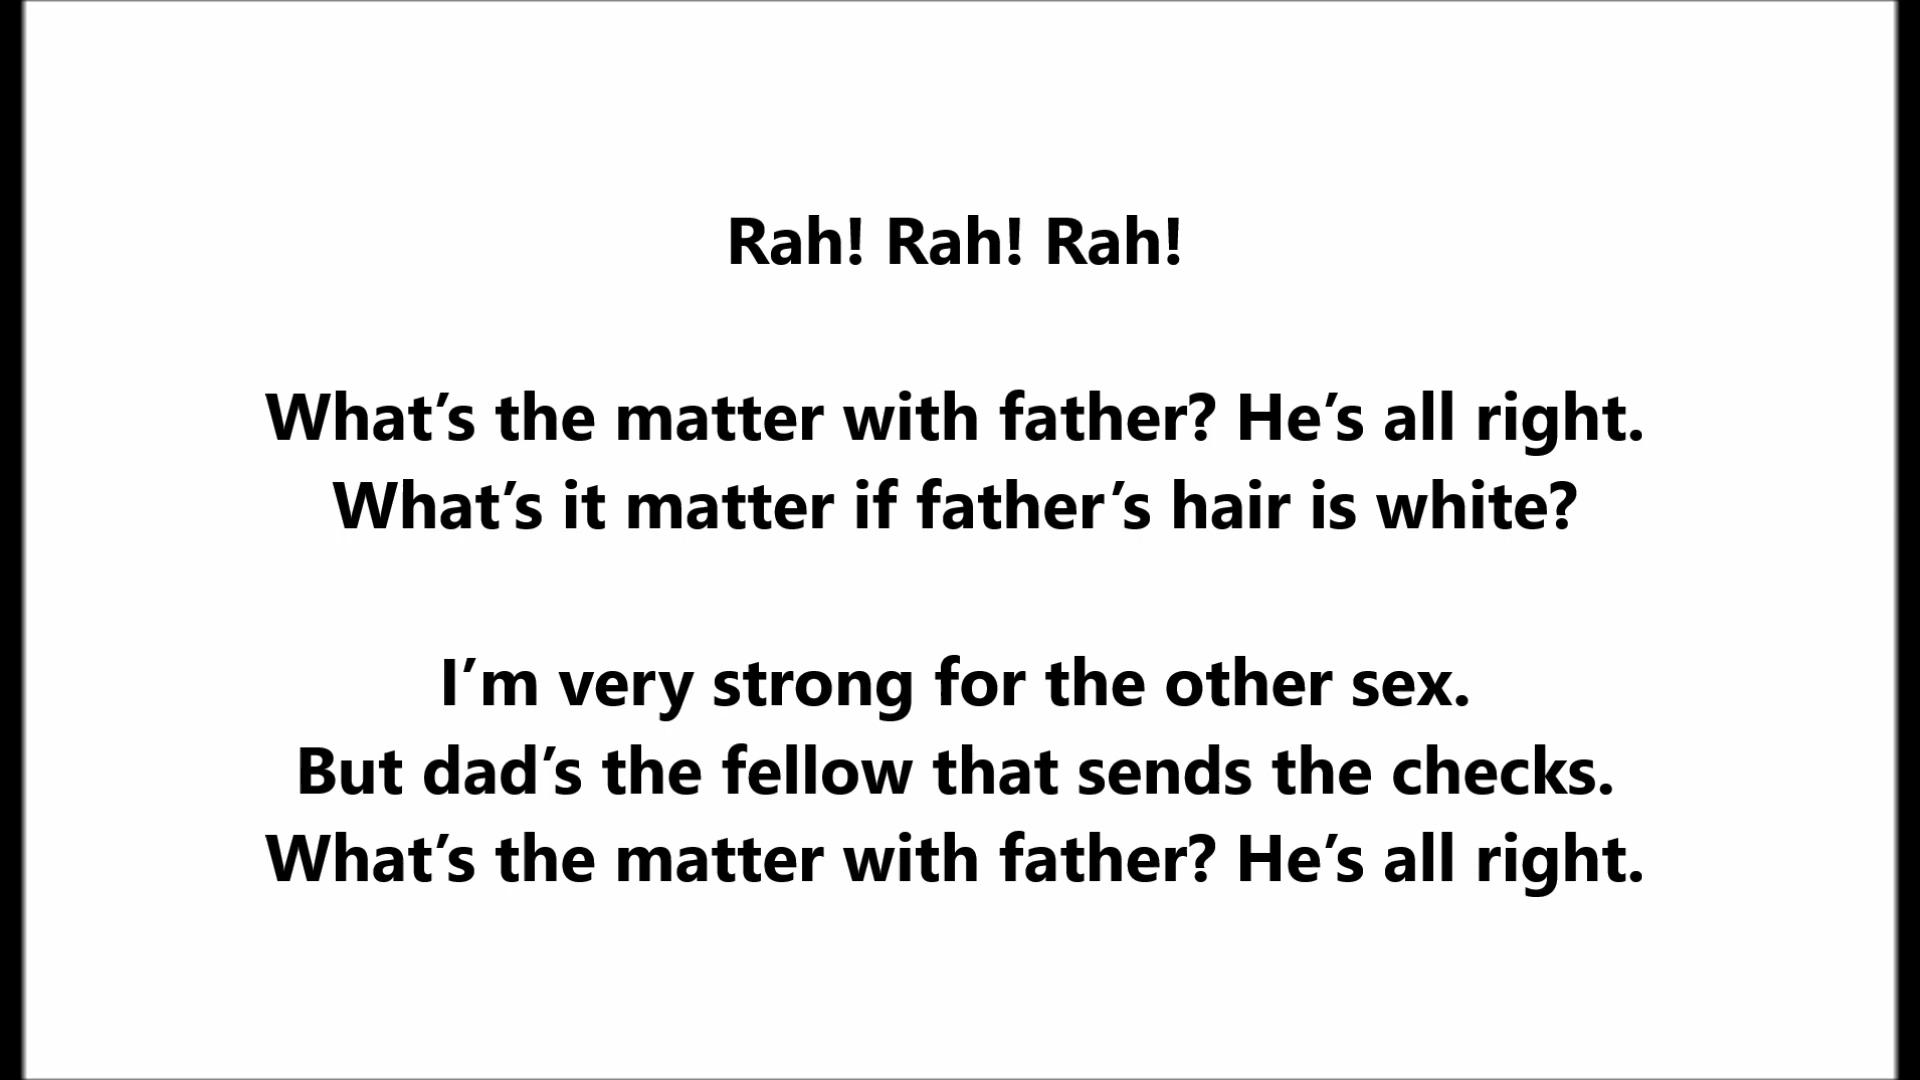 Rah! Rah! Rah!
What’s the matter with father? He’s all right.
What’s it matter if father’s hair is white?
I’m very strong for the other sex.
But dad’s the fellow that sends the checks.
What’s the matter with father? He’s all right.